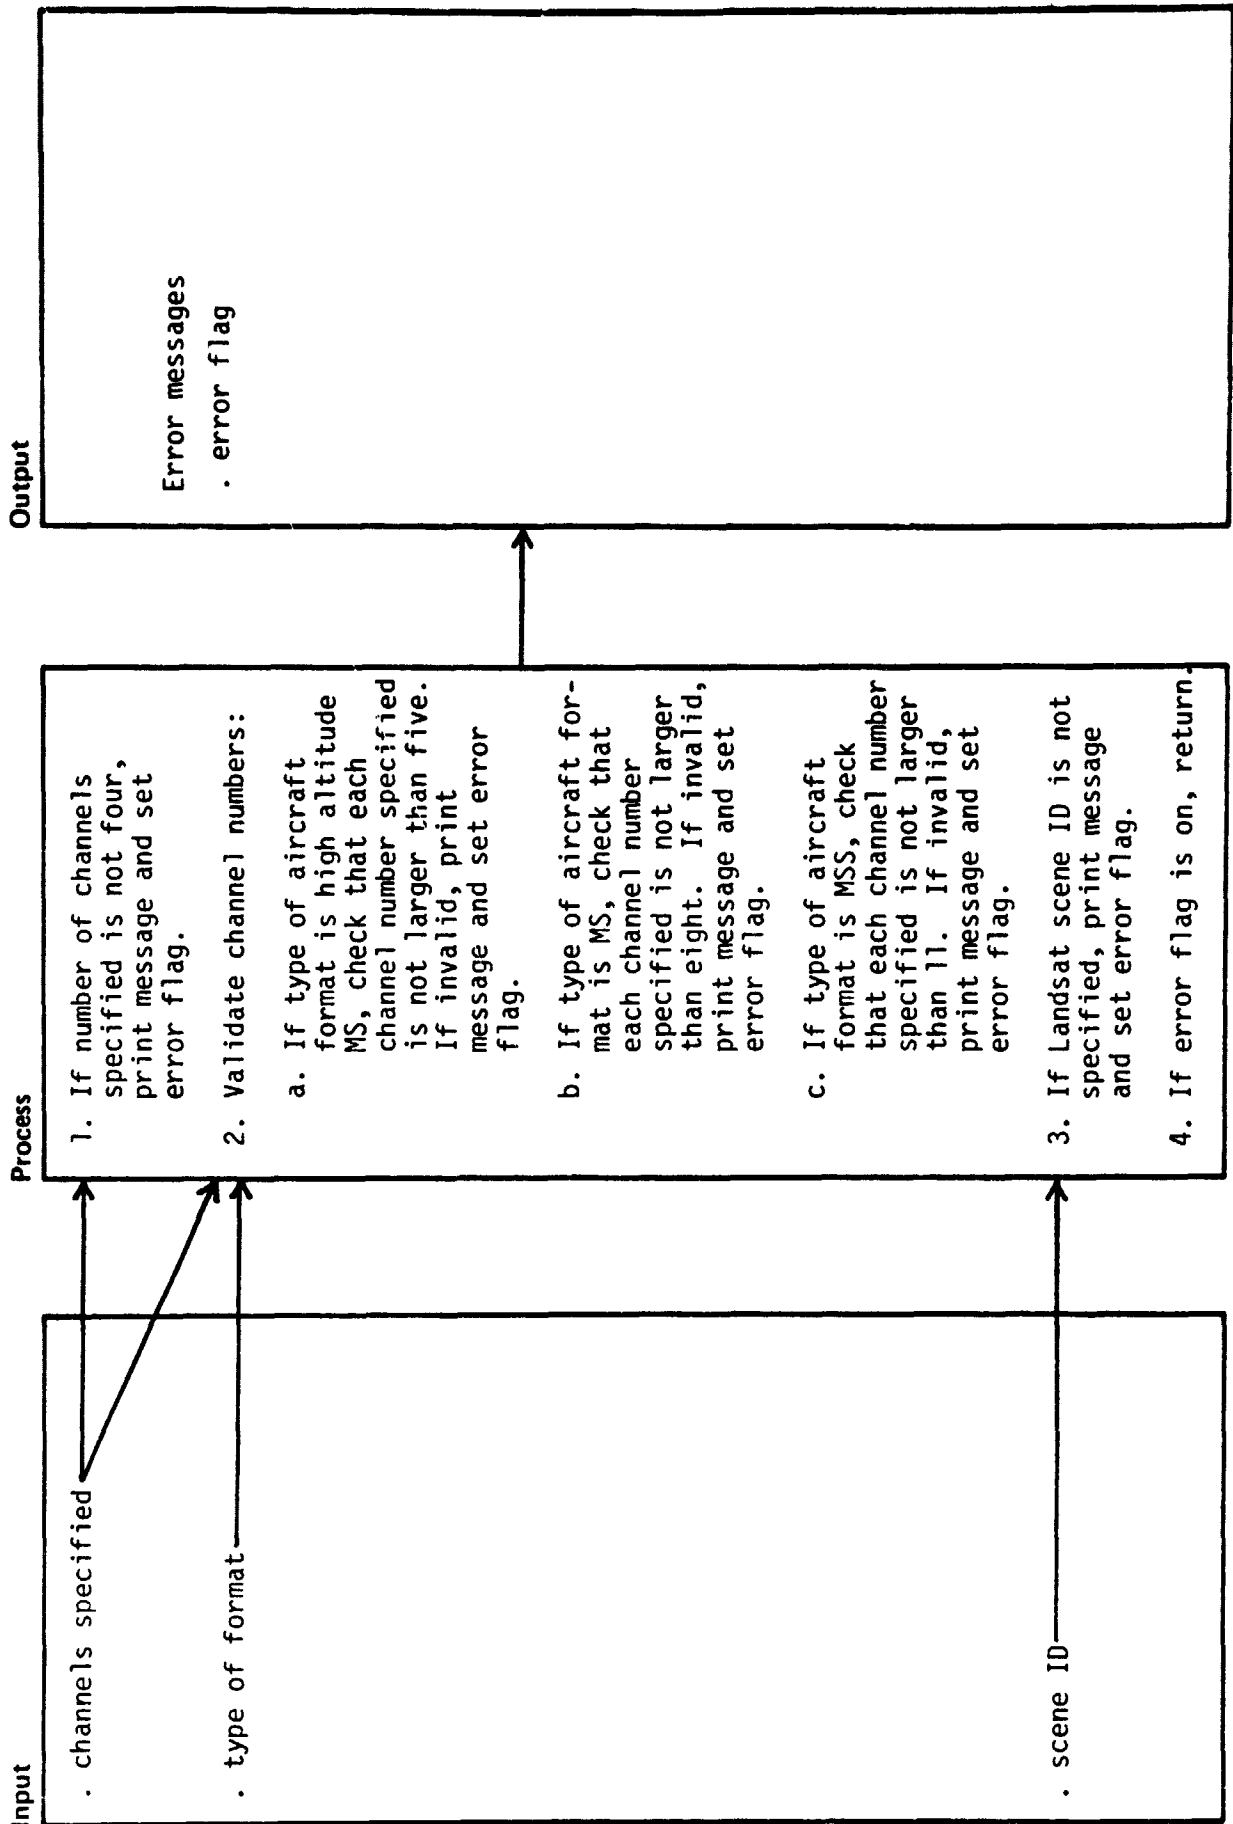 Input
. channels specified
. type of format
. scene ID
Process
1. If number of channels
specified is not four,
print message and set
error flag.
2. Validate channel numbers:
a. If type of aircraft
format is high altitude
MS, check that each
channel number specified
is not larger than five.
If invalid, print
message and set error
flag.
b. If type of aircraft for-
mat is MS, check that
each channel number
specified is not larger
than eight. If invalid,
print message and set
error flag.
c. If type of aircraft
format is MSS, check
that each channel number
specified is not larger
than 11. If invalid,
print message and set
error flag.
3. If Landsat scene ID is not
specified, print message
and set error flag.
4. If error flag is on, return.
Output
Error messages
. error flag